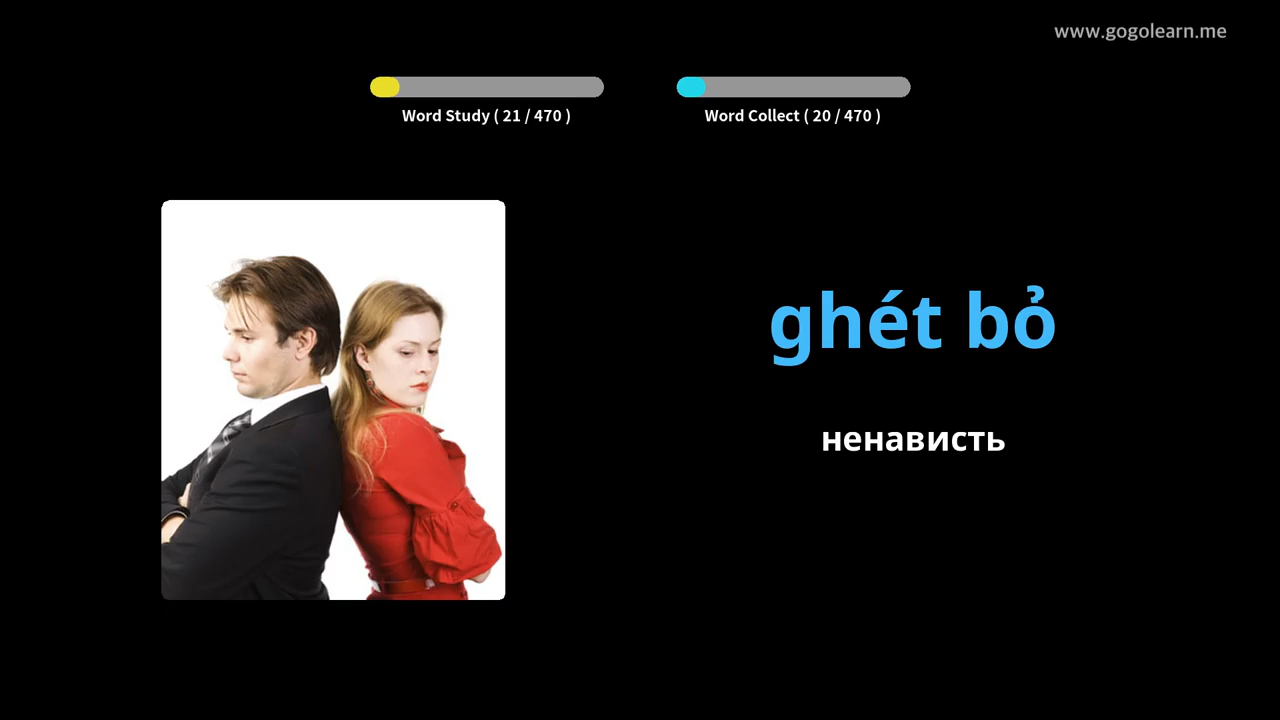 www.gogolearn.me
Word Study ( 21 / 470 )
Word Collect ( 20 / 470 )
ghét bỏ
ненависть